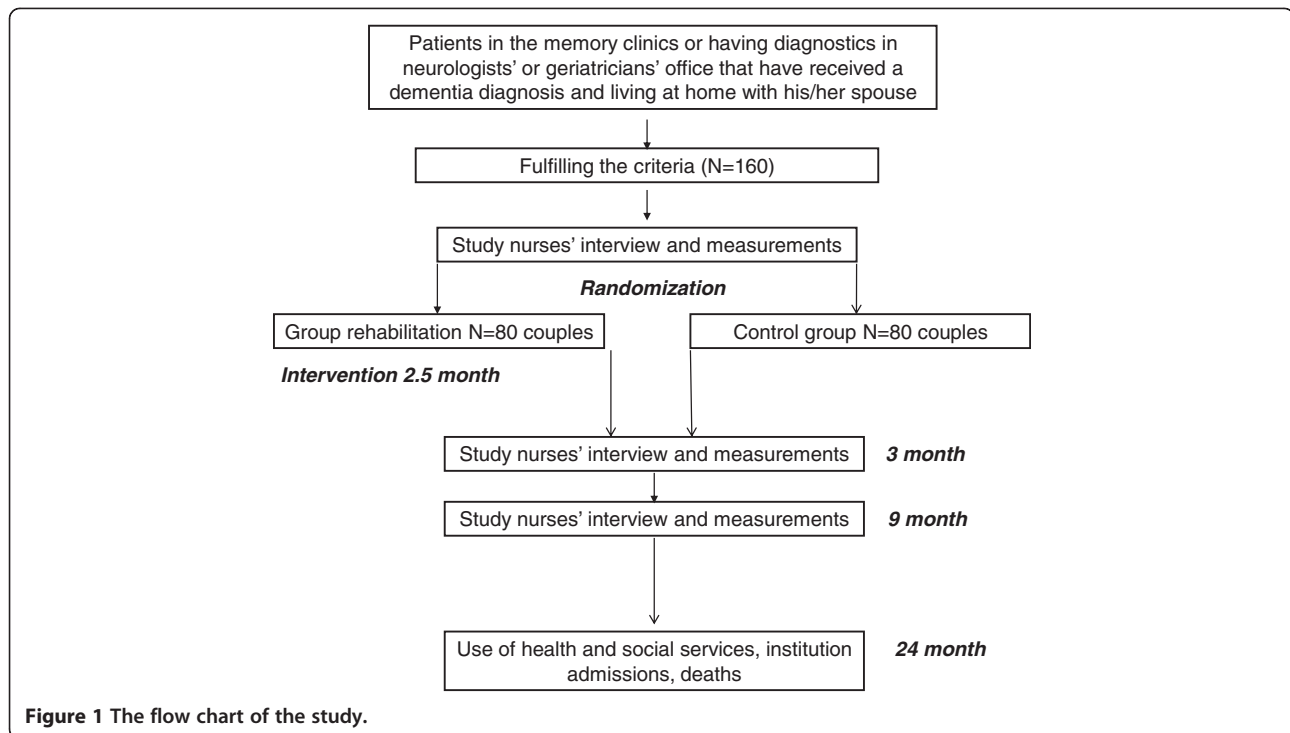 Patients in the memory clinics or having diagnostics in
neurologists' or geriatricians' office that have received a
dementia diagnosis and living at home with his/her spouse
Fulfilling the criteria (N=160)
Study nurses' interview and measurements
Randomization
Group rehabilitation N=80 couples
Control group N=80 couples
Intervention 2.5 month
Study nurses' interview and measurements
3 month
Study nurses' interview and measurements
9 month
Use of health and social services, institution
admissions, deaths
24 month
Figure 1 The flow chart of the study.